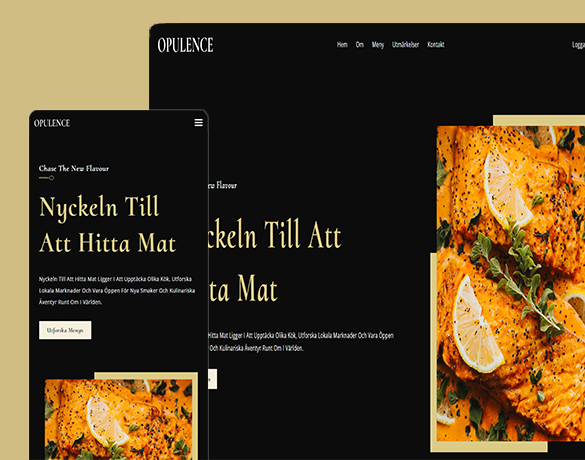 OPULENCE
Hem Om Meny Utmärkelser Kontakt
Logga
OPULENCE
Chase The New Flavour
Nyckeln Till
Att Hitta Mat
Nyckeln Till Att Hitta Mat Ligger I Att Upptäcka Olika Kök, Utforska
Lokala Marknader Och Vara Öppen För Nya Smaker Och Kulinariska
Äventyr Runt Om I Världen.
Utforska Menyn
w Flavour
ckeln Till Att
ta Mat
Hitta Mat Ligger I Att Upptäcka Olika Kök, Utforska Lokala Marknader Och Vara Öppen
Och Kulinariska Äventyr Runt Om I Världen.